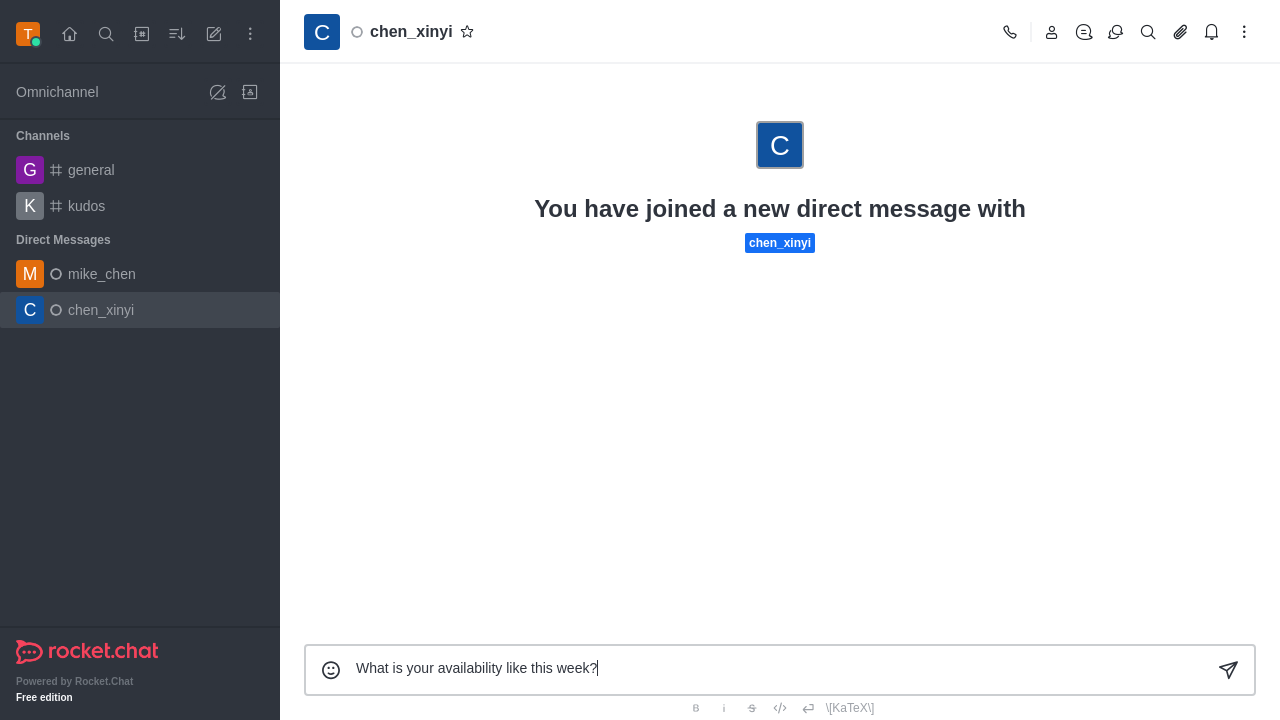 T
Omnichannel
Channels
G general
K kudos
Direct Messages
M mike_chen
C chen_xinyi
rocket.chat
Powered by Rocket.Chat
Free edition
C chen_xinyi
C
You have joined a new direct message with
chen_xinyi
What is your availability like this week?
B i S \[KaTeX\]